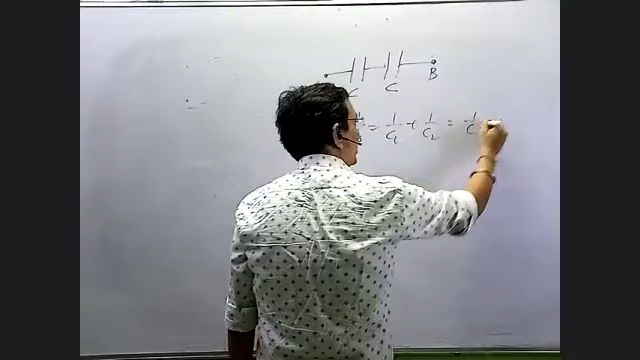 B
C C
= 1/C₁ + 1/C₂ = 1/C